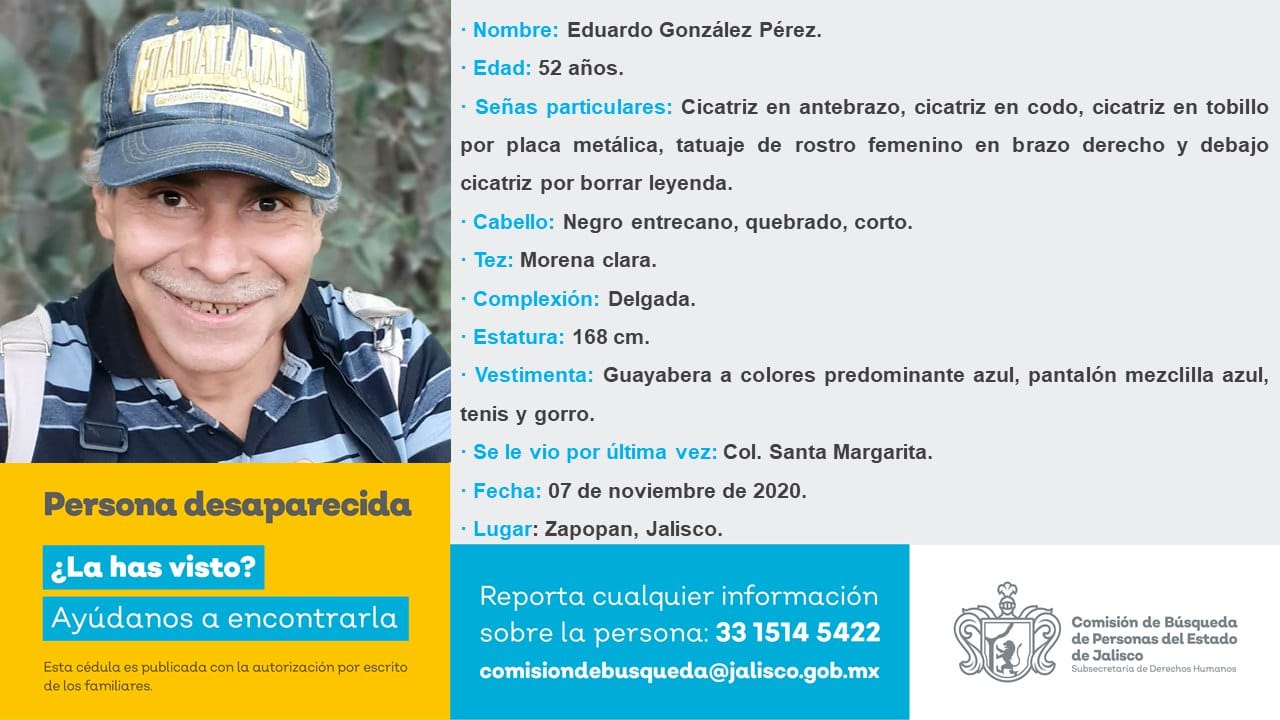 GUADALAJARA
· Nombre: Eduardo González Pérez.
· Edad: 52 años.
· Señas particulares: Cicatriz en antebrazo, cicatriz en codo, cicatriz en tobillo
por placa metálica, tatuaje de rostro femenino en brazo derecho y debajo
cicatriz por borrar leyenda.
· Cabello: Negro entrecano, quebrado, corto.
· Tez: Morena clara.
· Complexión: Delgada.
· Estatura: 168 cm.
· Vestimenta: Guayabera a colores predominante azul, pantalón mezclilla azul,
tenis y gorro.
· Se le vio por última vez: Col. Santa Margarita.
· Fecha: 07 de noviembre de 2020.
· Lugar: Zapopan, Jalisco.
Persona desaparecida
¿La has visto?
Ayúdanos a encontrarla
Esta cédula es publicada con la autorización por escrito
de los familiares.
Reporta cualquier información
sobre la persona: 33 1514 5422
comisiondebusqueda@jalisco.gob.mx
Comisión de Búsqueda
de Personas del Estado
de Jalisco
Subsecretaría de Derechos Humanos